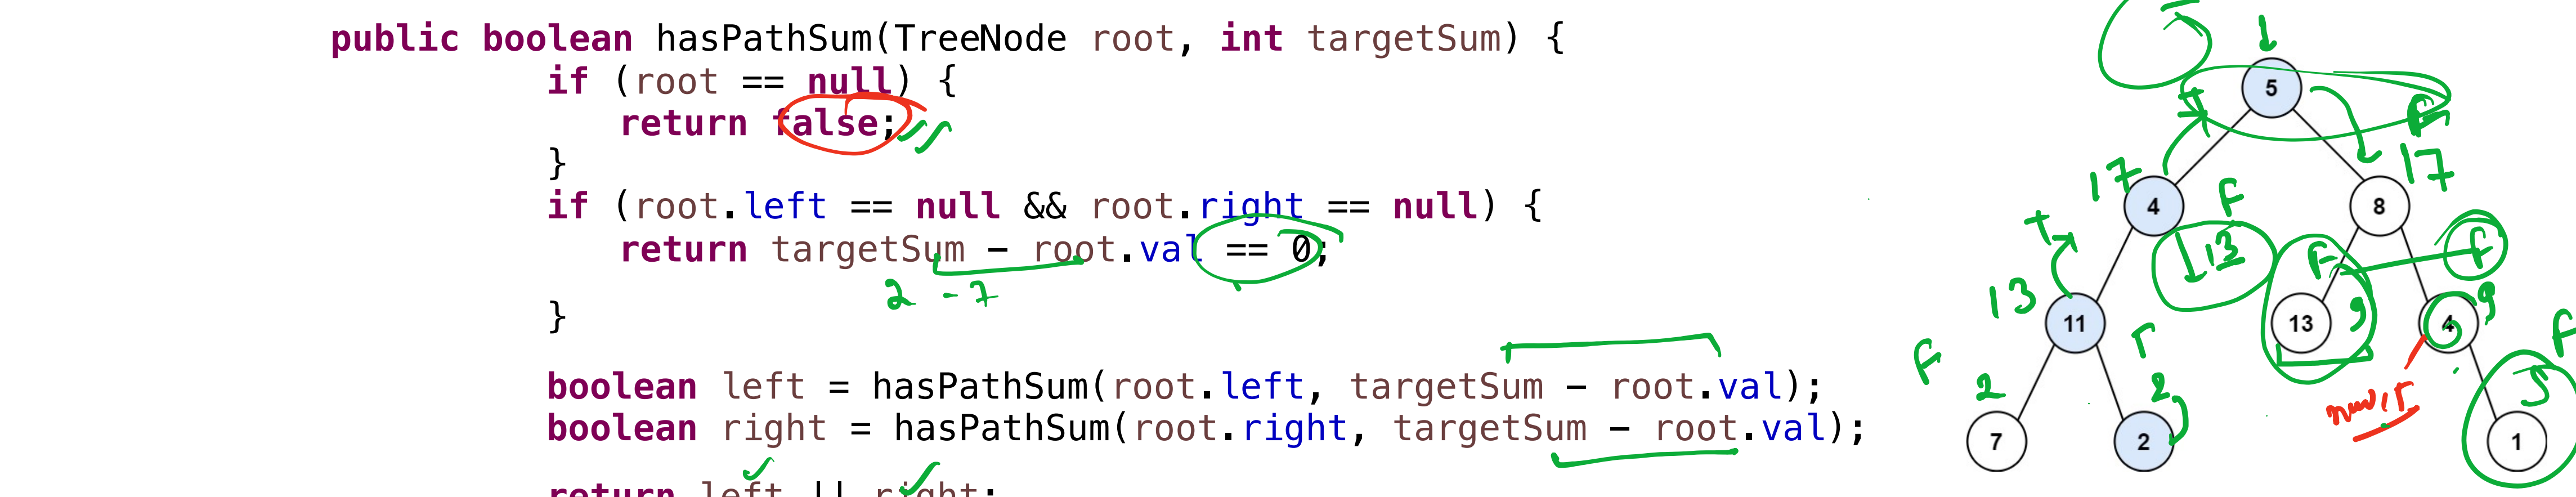 public boolean hasPathSum(TreeNode root, int targetSum) {
if (root == null) {
return false;
}
if (root.left == null && root.right == null) {
return targetSum - root.val == 0;
2 - 7
}
boolean left = hasPathSum(root.left, targetSum - root.val);
boolean right = hasPathSum(root.right, targetSum - root.val);
return left || right;
5
T F
17 4 F 8 17
T 13 F F
13 11 13 9 4 9
F T F
2 2 5
7 2 1